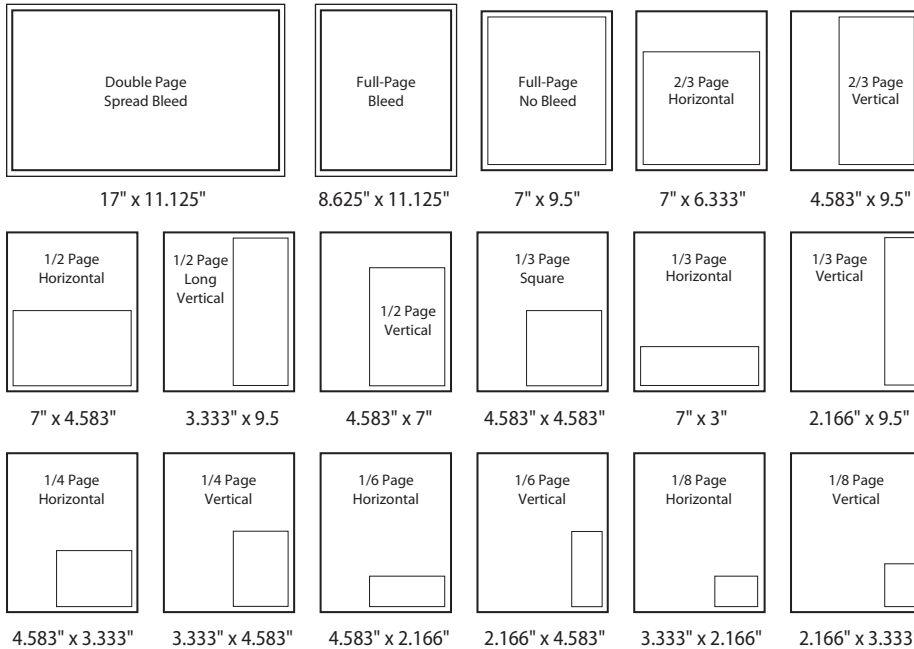 Double Page
Spread Bleed
17" x 11.125"
Full-Page
Bleed
8.625" x 11.125"
Full-Page
No Bleed
7" x 9.5"
2/3 Page
Horizontal
7" x 6.333"
2/3 Page
Vertical
4.583" x 9.5"
1/2 Page
Horizontal
7" x 4.583"
1/2 Page
Long
Vertical
3.333" x 9.5
1/2 Page
Vertical
4.583" x 7"
1/3 Page
Square
4.583" x 4.583"
1/3 Page
Horizontal
7" x 3"
1/3 Page
Vertical
2.166" x 9.5"
1/4 Page
Horizontal
4.583" x 3.333"
1/4 Page
Vertical
3.333" x 4.583"
1/6 Page
Horizontal
4.583" x 2.166"
1/6 Page
Vertical
2.166" x 4.583"
1/8 Page
Horizontal
3.333" x 2.166"
1/8 Page
Vertical
2.166" x 3.333"